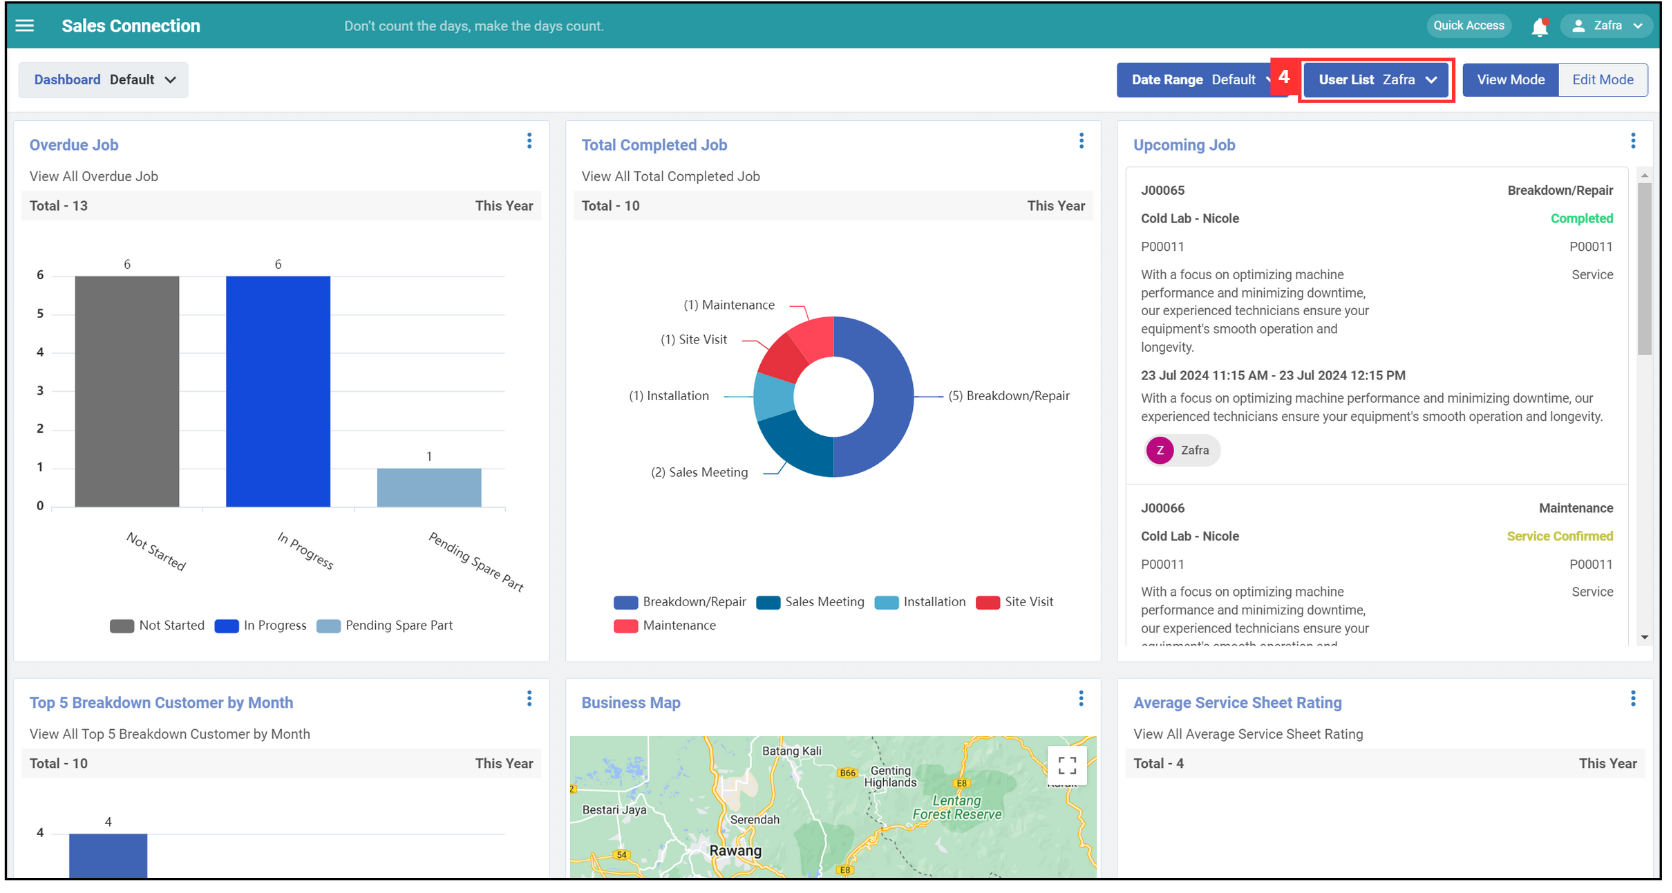 Sales Connection
Don't count the days, make the days count.
Quick Access
Zafra
Dashboard Default
Date Range Default
4
User List Zafra
View Mode
Edit Mode
Overdue Job
View All Overdue Job
Total - 13
This Year
6
6
6
5
4
3
2
1
1
0
Not Started
In Progress
Pending Spare Part
Not Started
In Progress
Pending Spare Part
Total Completed Job
View All Total Completed Job
Total - 10
This Year
(1) Maintenance
(1) Site Visit
(1) Installation
(5) Breakdown/Repair
(2) Sales Meeting
Breakdown/Repair
Sales Meeting
Installation
Site Visit
Maintenance
Upcoming Job
J00065
Breakdown/Repair
Cold Lab - Nicole
Completed
P00011
P00011
With a focus on optimizing machine
Service
performance and minimizing downtime,
our experienced technicians ensure your
equipment's smooth operation and
longevity.
23 Jul 2024 11:15 AM - 23 Jul 2024 12:15 PM
With a focus on optimizing machine performance and minimizing downtime, our
experienced technicians ensure your equipment's smooth operation and longevity.
Z
Zafra
J00066
Maintenance
Cold Lab - Nicole
Service Confirmed
P00011
P00011
With a focus on optimizing machine
Service
performance and minimizing downtime,
our experienced technicians ensure your
equipment's smooth operation and
Top 5 Breakdown Customer by Month
View All Top 5 Breakdown Customer by Month
Total - 10
This Year
4
4
Business Map
Batang Kali
B66
Genting
Highlands
E8
Lentang
Forest Reserve
2
Bestari Jaya
Serendah
Rawang
54
E8
Average Service Sheet Rating
View All Average Service Sheet Rating
Total - 4
This Year